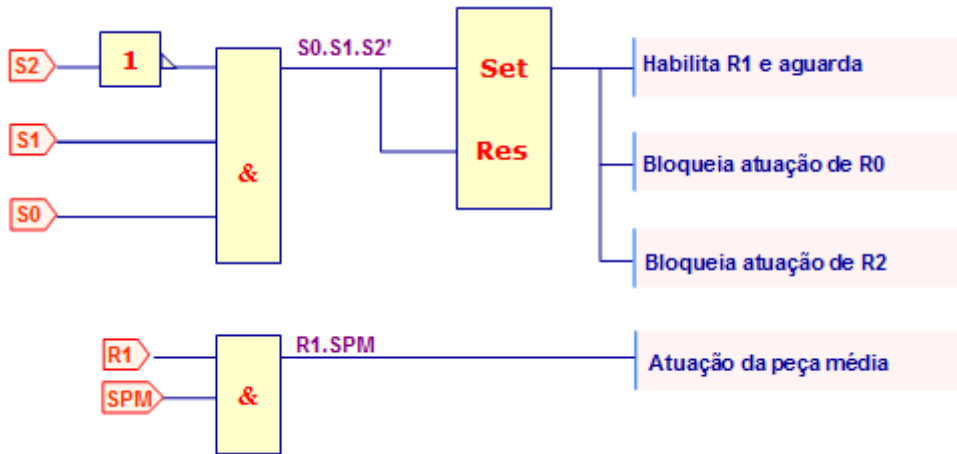 S2
1
S0.S1.S2'
Set
Habilita R1 e aguarda
S1
Res
Bloqueia atuação de R0
&
S0
Bloqueia atuação de R2
R1
R1.SPM
Atuação da peça média
SPM
&